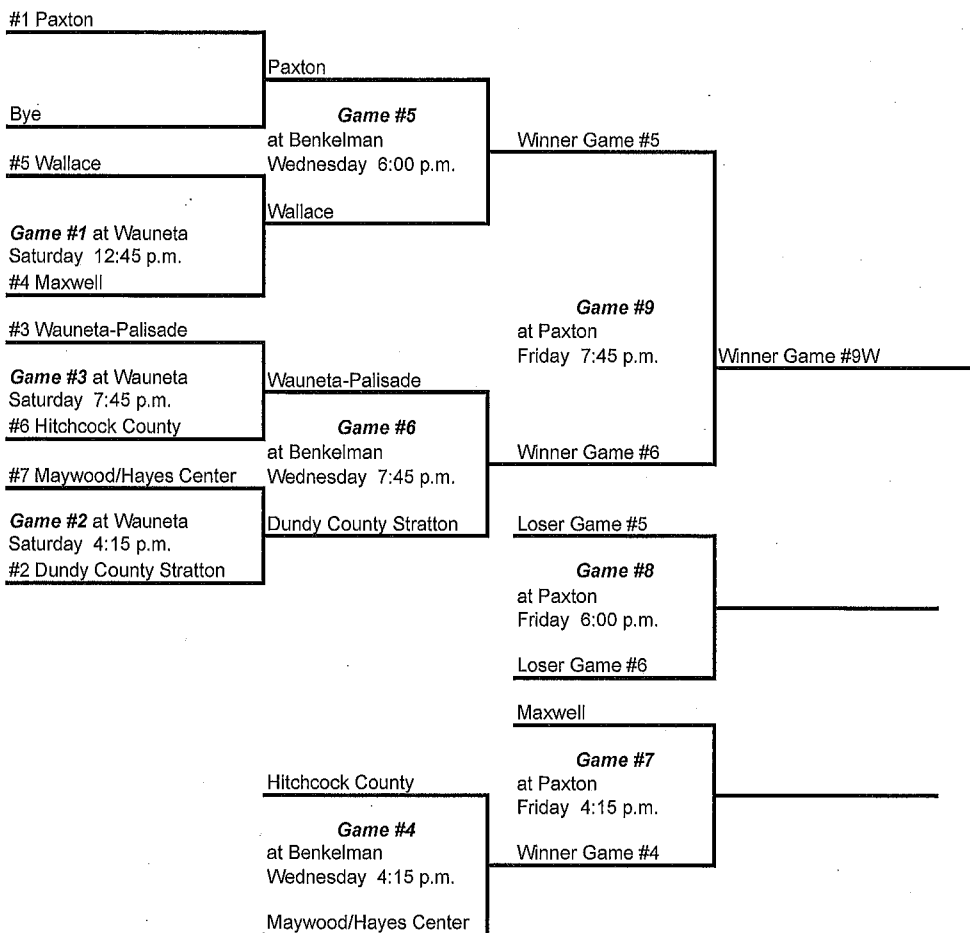 #1 Paxton
Bye
#5 Wallace
Game #1 at Wauneta
Saturday 12:45 p.m.
#4 Maxwell
#3 Wauneta-Palisade
Game #3 at Wauneta
Saturday 7:45 p.m.
#6 Hitchcock County
#7 Maywood/Hayes Center
Game #2 at Wauneta
Saturday 4:15 p.m.
#2 Dundy County Stratton
Paxton
Game #5
at Benkelman
Wednesday 6:00 p.m.
Wallace
Wauneta-Palisade
Game #6
at Benkelman
Wednesday 7:45 p.m.
Dundy County Stratton
Hitchcock County
Game #4
at Benkelman
Wednesday 4:15 p.m.
Maywood/Hayes Center
Winner Game #5
Game #9
at Paxton
Friday 7:45 p.m.
Winner Game #6
Loser Game #5
Game #8
at Paxton
Friday 6:00 p.m.
Loser Game #6
Maxwell
Game #7
at Paxton
Friday 4:15 p.m.
Winner Game #4
Winner Game #9W